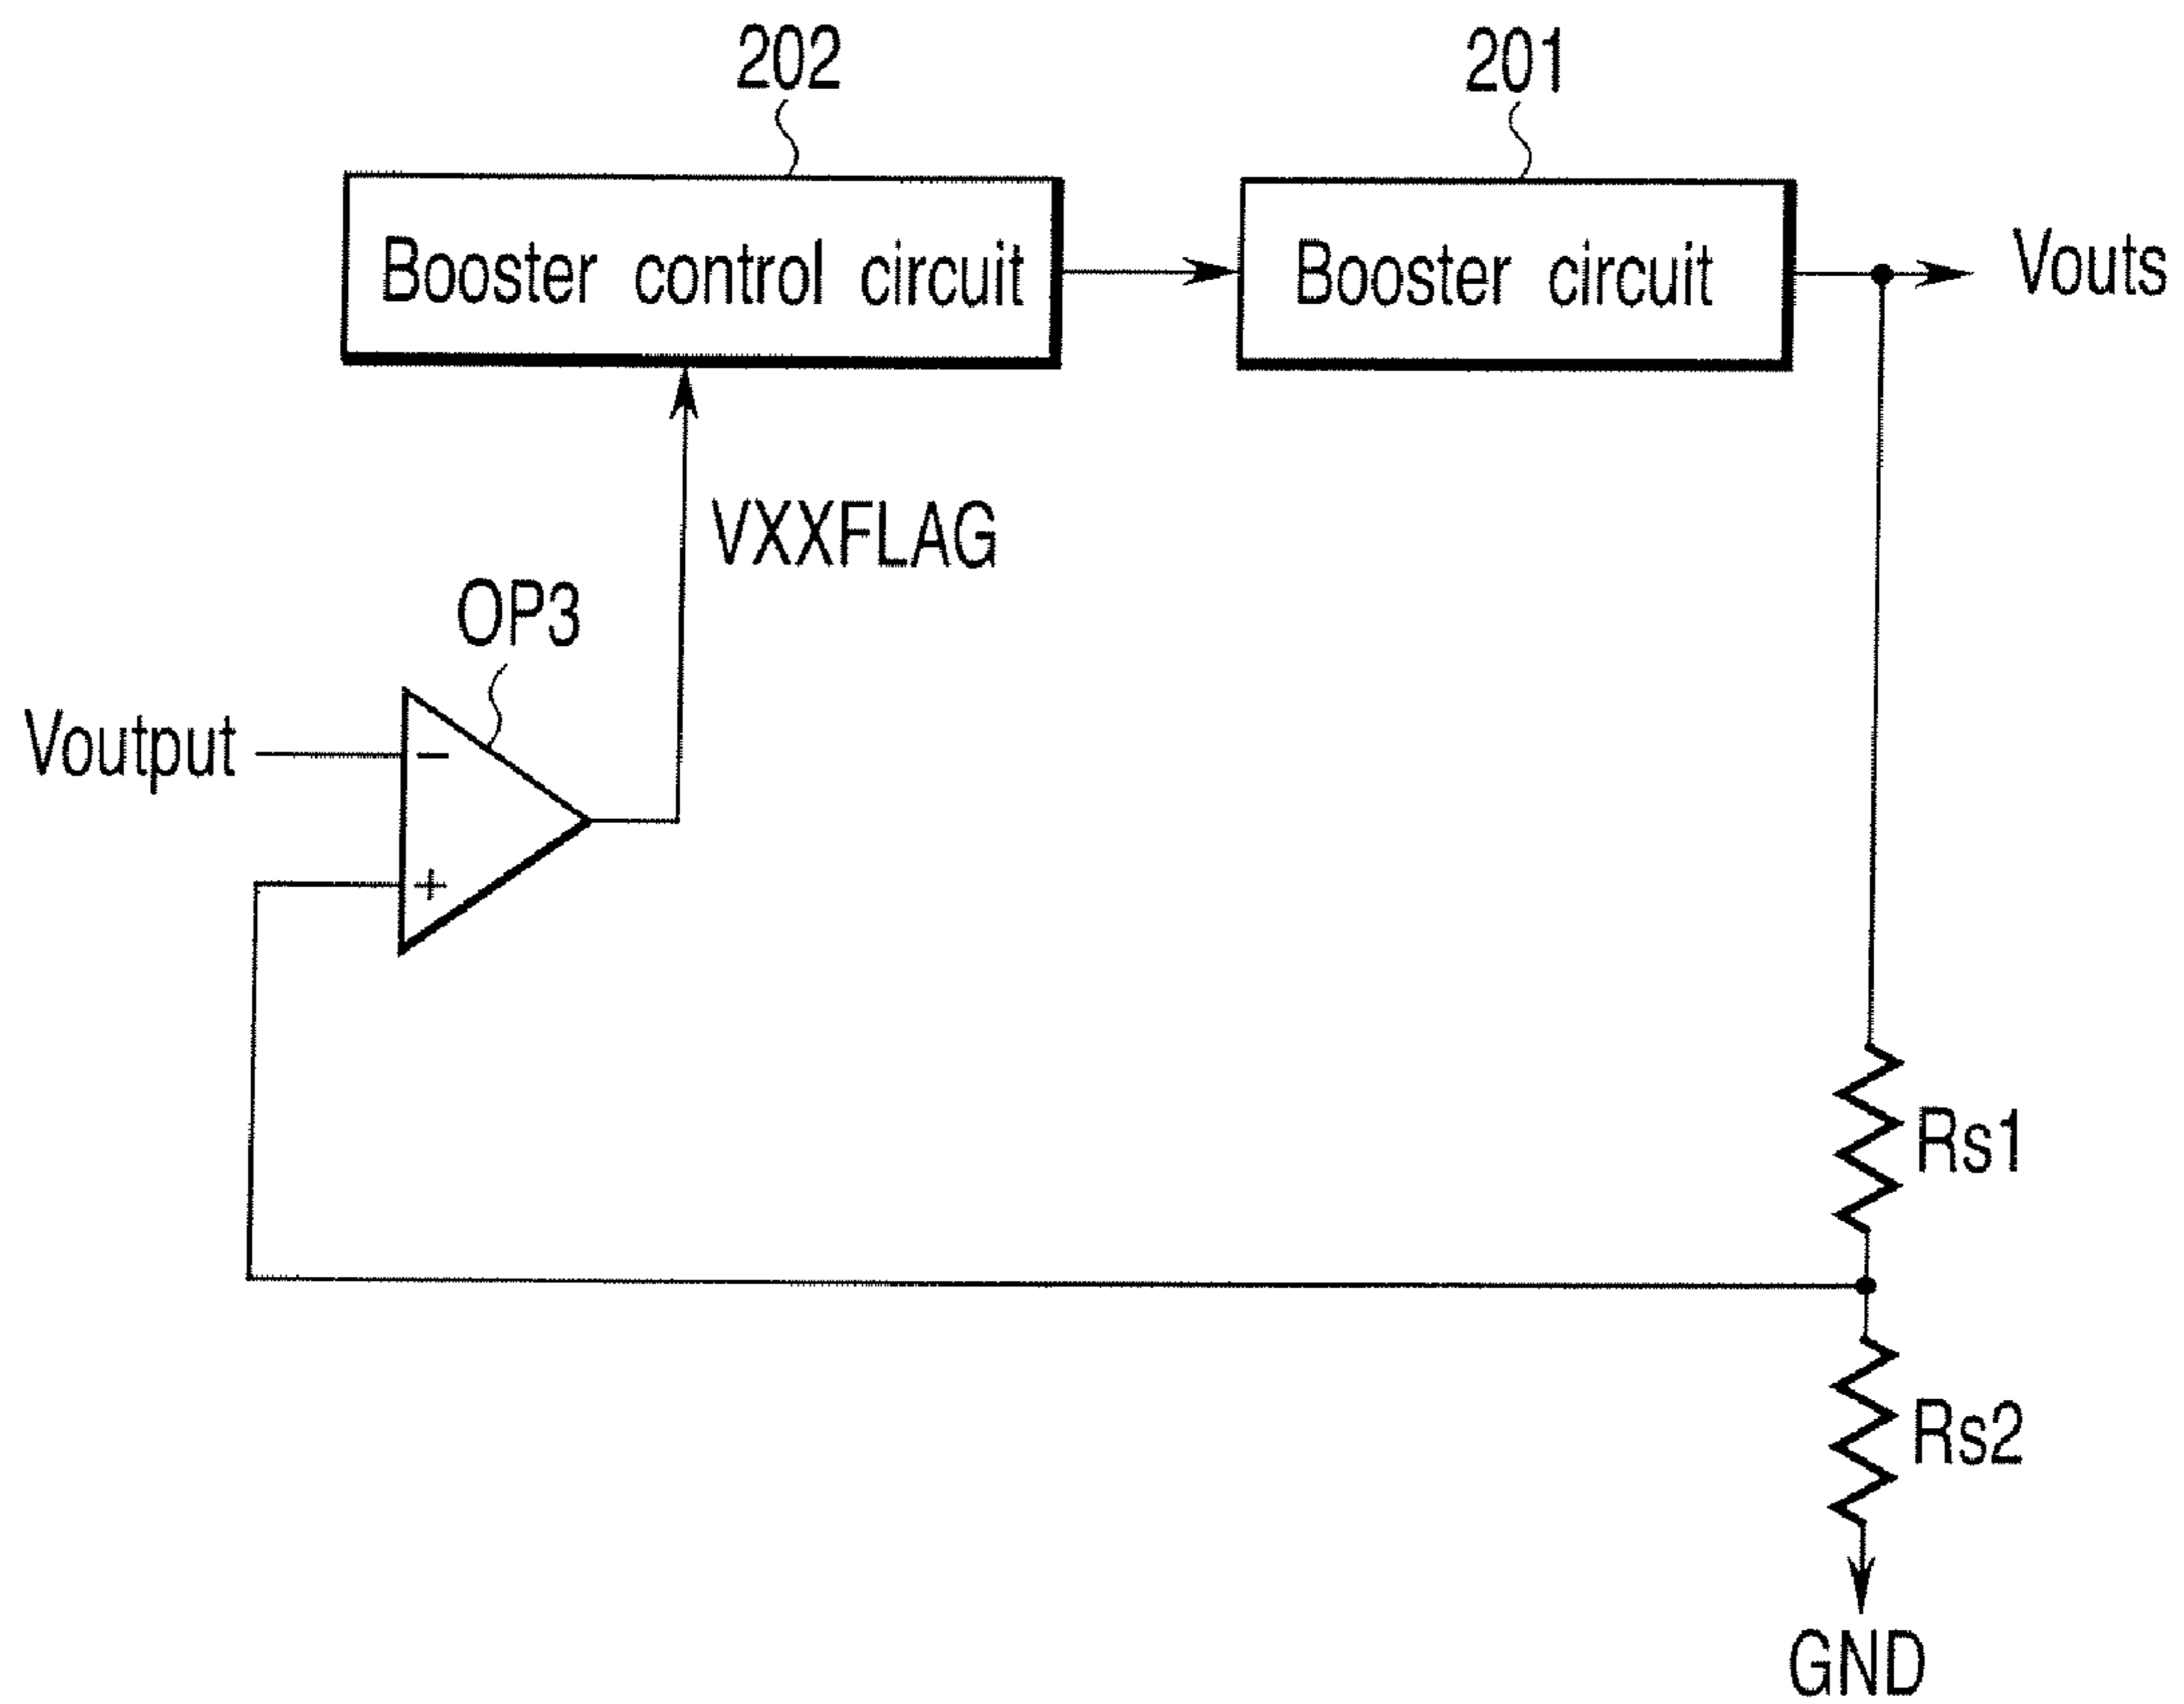 202
201
Booster control circuit
Booster circuit
Vouts
VXXFLAG
OP3
Voutput
−
+
Rs1
Rs2
GND